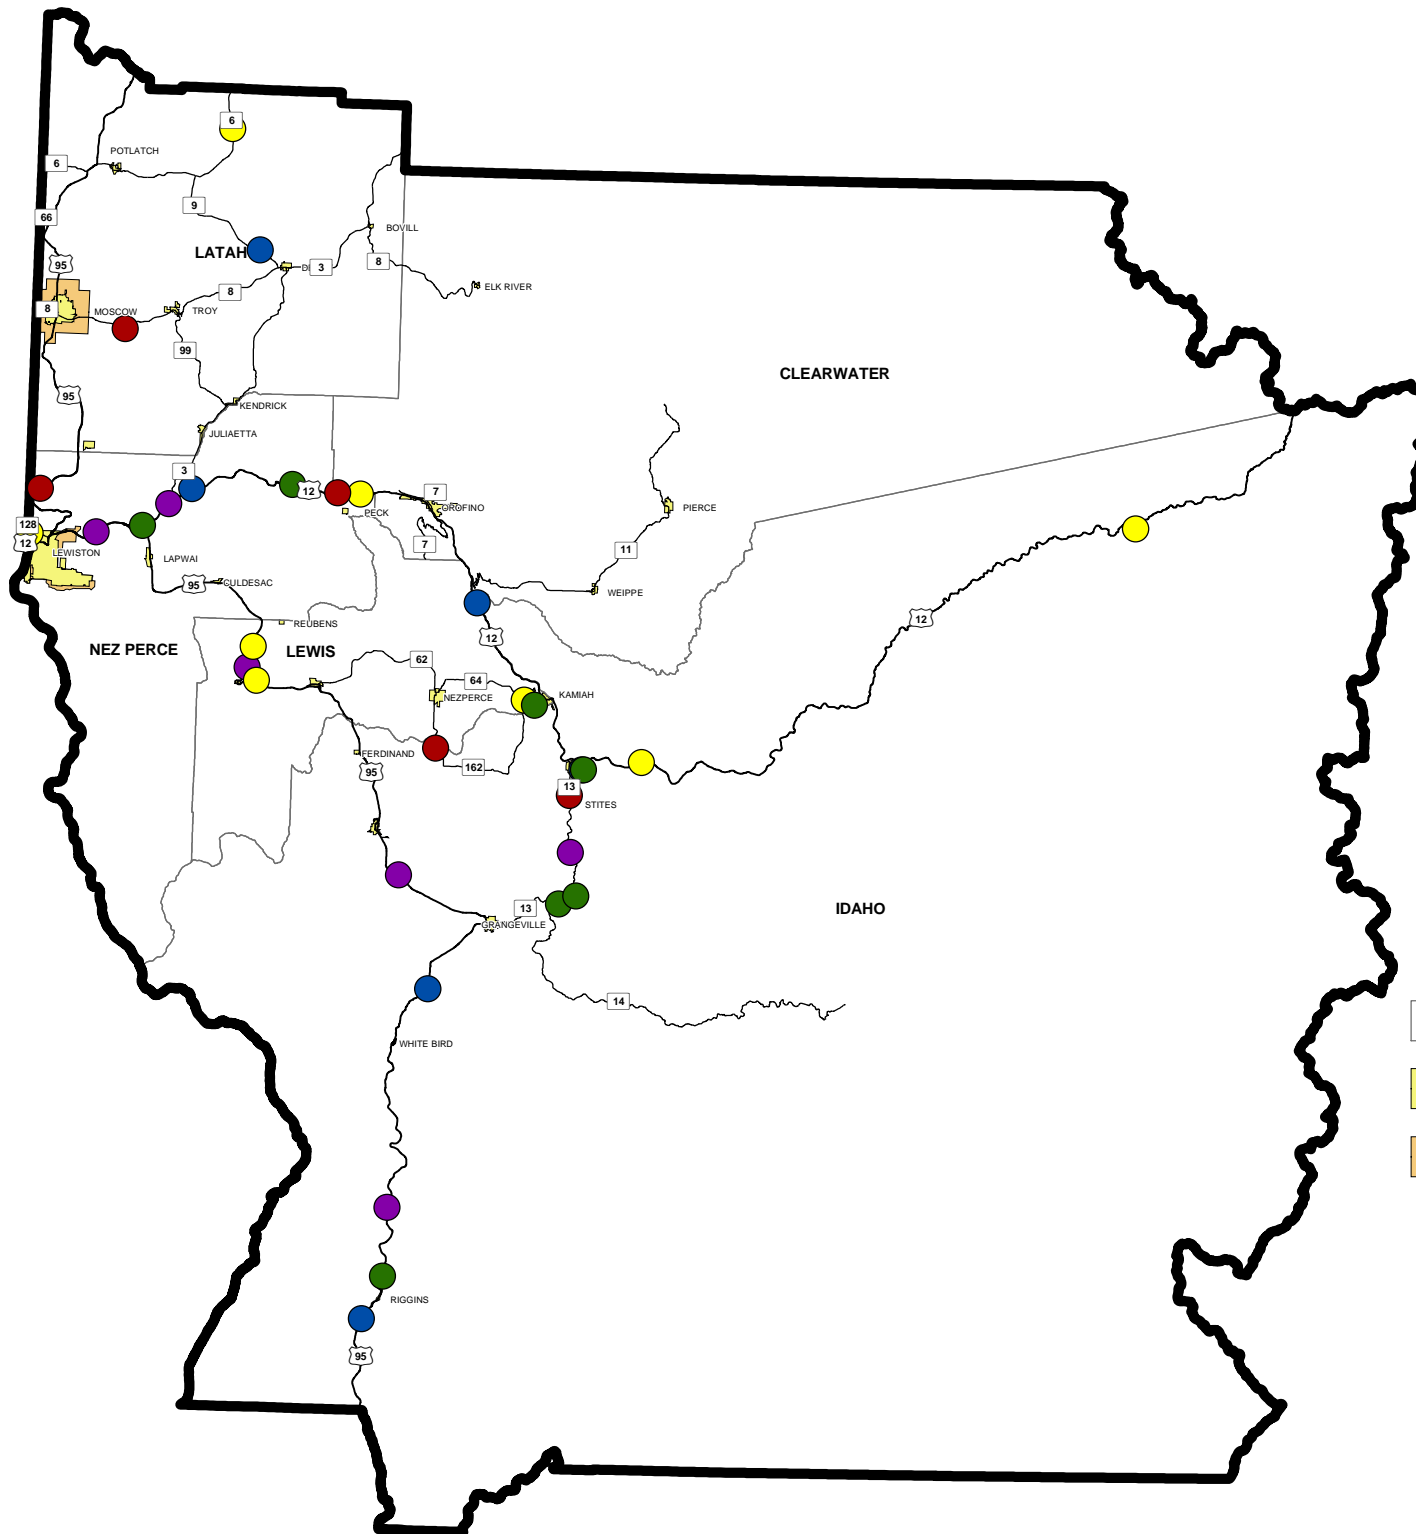 6
POTLATCH
6
9
66
BOVILL
LATAH
95
3
8
ELK RIVER
8
8
MOSCOW
TROY
99
CLEARWATER
95
KENDRICK
JULIAETTA
3
12
7
OROFINO
PIERCE
PECK
128
12
LEWISTON
7
11
LAPWAI
95
CULDESAC
WEIPPE
REUBENS
12
12
NEZ PERCE
LEWIS
62
64
NEZPERCE
KAMIAH
FERDINAND
162
95
13
STITES
13
IDAHO
GRANGEVILLE
14
WHITE BIRD
RIGGINS
95